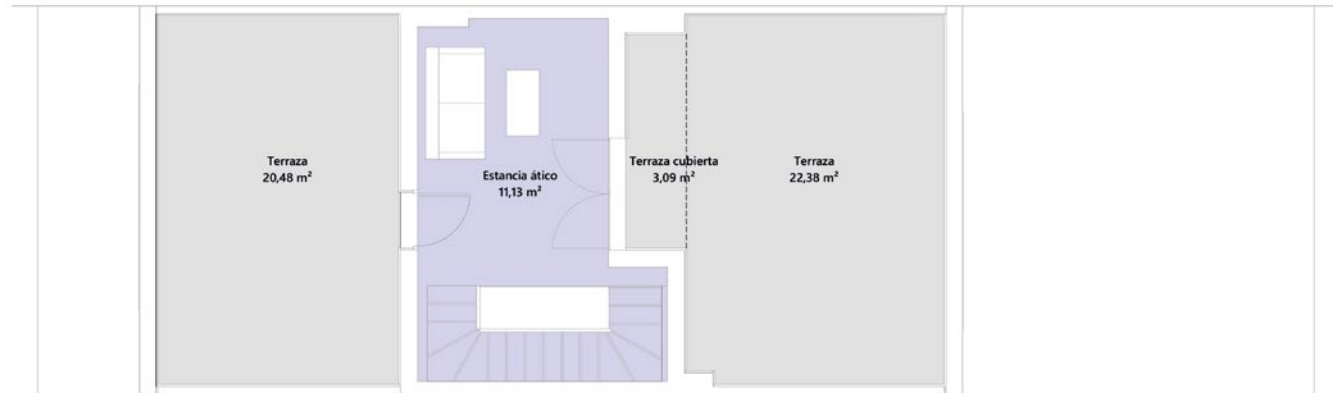 Terraza
20,48 m²
Estancia ático
11,13 m²
Terraza cubierta
3,09 m²
Terraza
22,38 m²